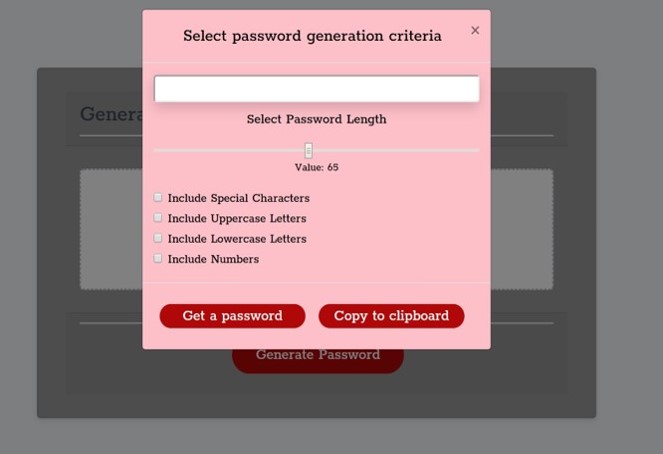 Select password generation criteria
×
Genera
Select Password Length
Value: 65
Include Special Characters
Include Uppercase Letters
Include Lowercase Letters
Include Numbers
Get a password
Copy to clipboard
Generate Password